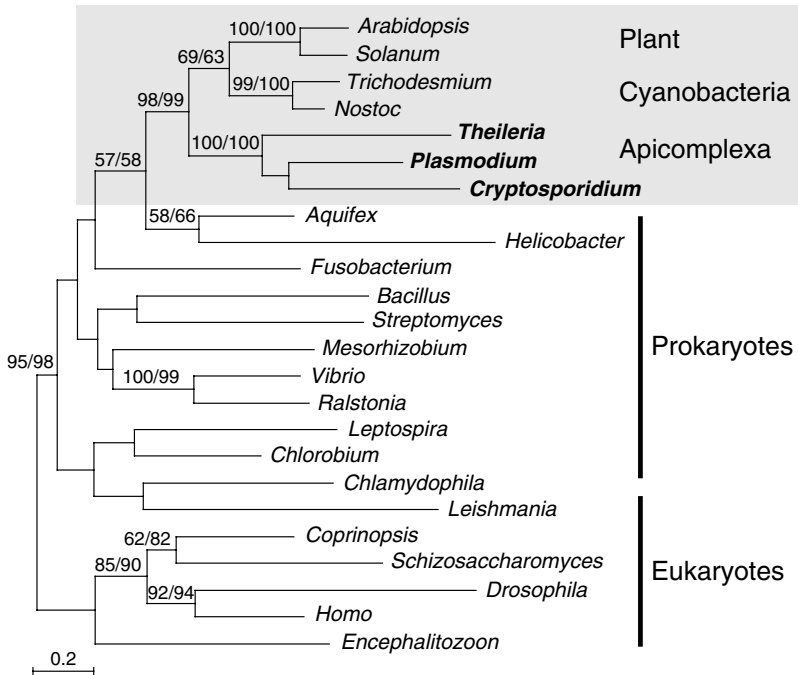 100/100 Arabidopsis Plant
69/63 Solanum
99/100 Trichodesmium Cyanobacteria
98/99 Nostoc
100/100 Theileria Apicomplexa
57/58 Plasmodium
Cryptosporidium
58/66 Aquifex
Helicobacter
Fusobacterium
Bacillus
Streptomyces
Mesorhizobium Prokaryotes
95/98 100/99 Vibrio
Ralstonia
Leptospira
Chlorobium
Chlamydophila
Leishmania
62/82 Coprinopsis
85/90 Schizosaccharomyces Eukaryotes
92/94 Drosophila
Homo
Encephalitozoon
0.2